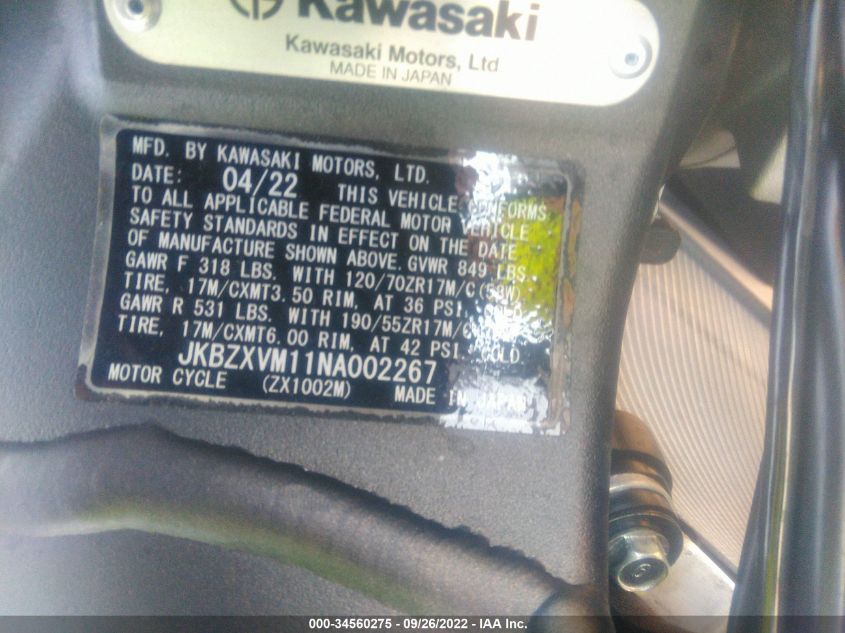 Kawasaki
Kawasaki Motors, Ltd
MADE IN JAPAN
MFD. BY KAWASAKI MOTORS, LTD.
DATE: 04/22 THIS VEHICLE CONFORMS
TO ALL APPLICABLE FEDERAL MOTOR VEHICLE
SAFETY STANDARDS IN EFFECT ON THE DATE
OF MANUFACTURE SHOWN ABOVE. GVWR 849 LBS.
GAWR F 318 LBS. WITH 120/70ZR17M/C(58W)
TIRE, 17M/CXMT3.50 RIM, AT 36 PSI,
GAWR R 531 LBS. WITH 190/55ZR17M/C
TIRE, 17M/CXMT6.00 RIM, AT 42 PSI, COLD
JKBZXVM11NA002267
MOTOR CYCLE (ZX1002M) MADE IN JAPAN
000-34560275 - 09/26/2022 - IAA Inc.